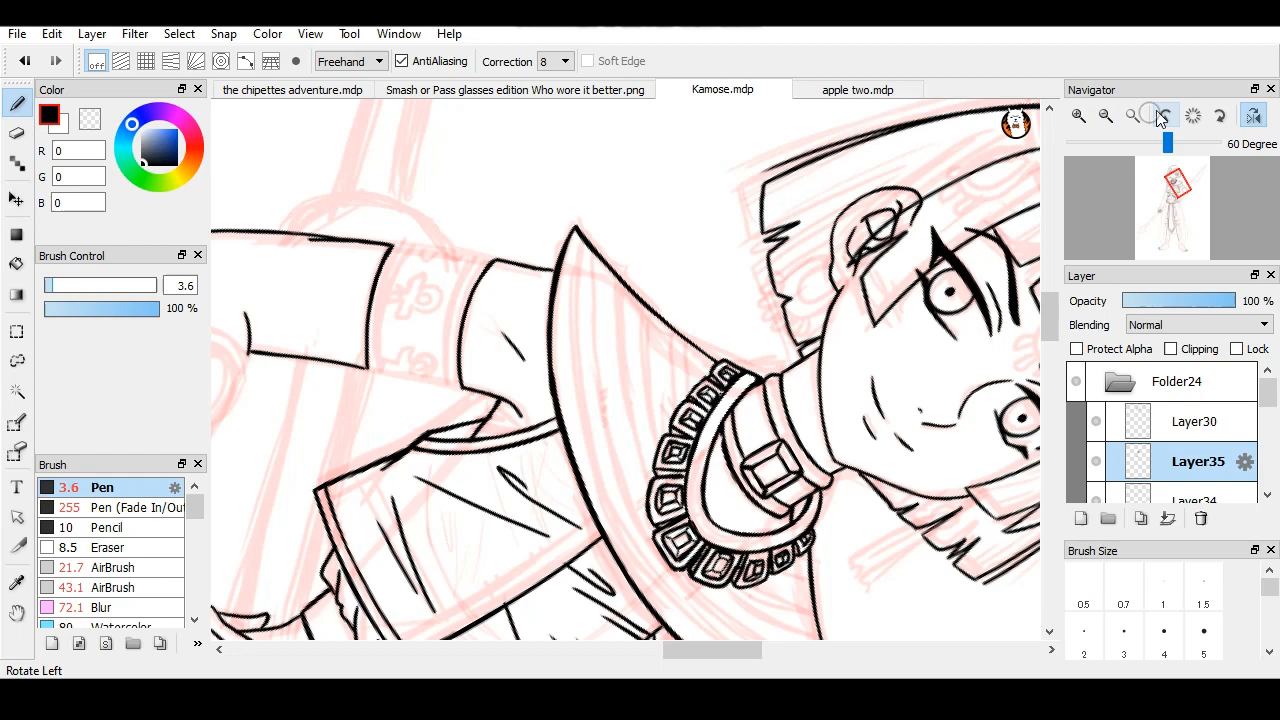 File Edit Layer Filter Select Snap Color View Tool Window Help
off Freehand AntiAliasing Correction 8 Soft Edge
Color
the chipettes adventure.mdp Smash or Pass glasses edition Who wore it better.png Kamose.mdp apple two.mdp
Navigator
R 0
G 0
B 0
60 Degree
Brush Control
3.6
100 %
Layer
Opacity 100 %
Blending Normal
Protect Alpha Clipping Lock
Folder24
Layer30
Layer35
Layer34
Brush
3.6 Pen
255 Pen (Fade In/Out
10 Pencil
8.5 Eraser
21.7 AirBrush
43.1 AirBrush
72.1 Blur
80 Watercolor
Brush Size
0.5 0.7 1 1.5
2 3 4 5
Rotate Left